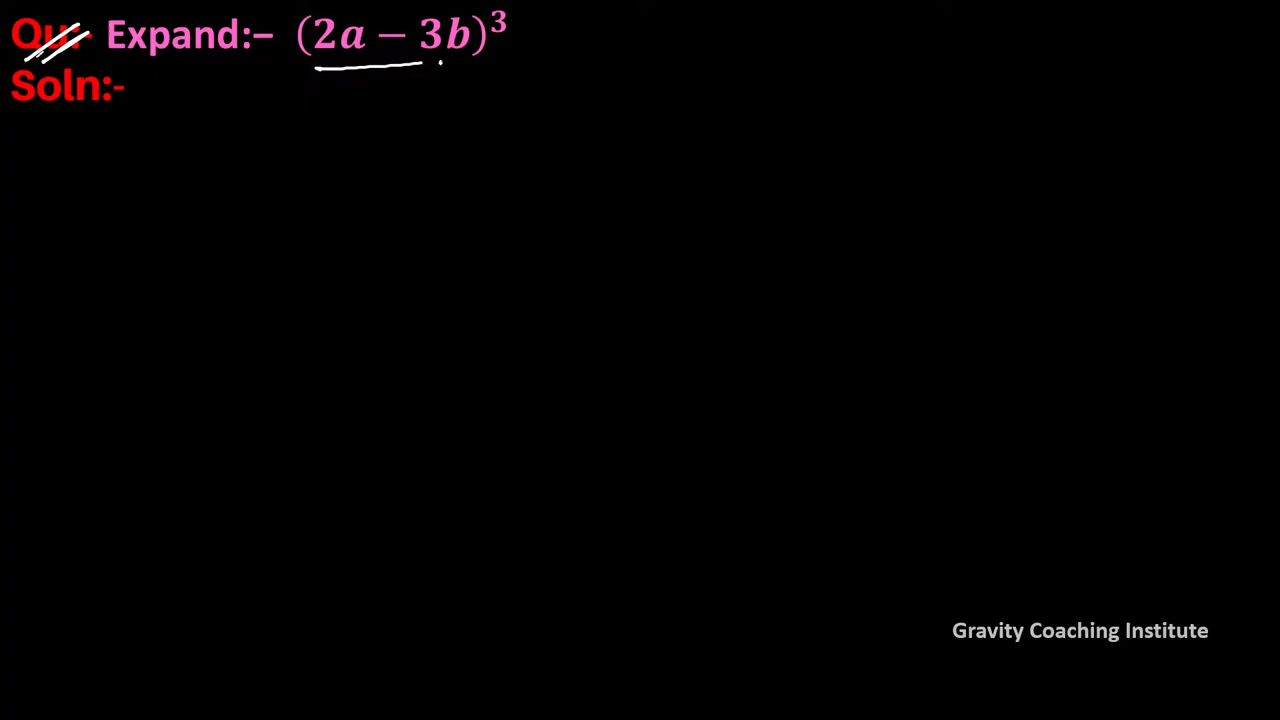 Qu:- Expand:– (2a − 3b)³
Soln:-
Gravity Coaching Institute